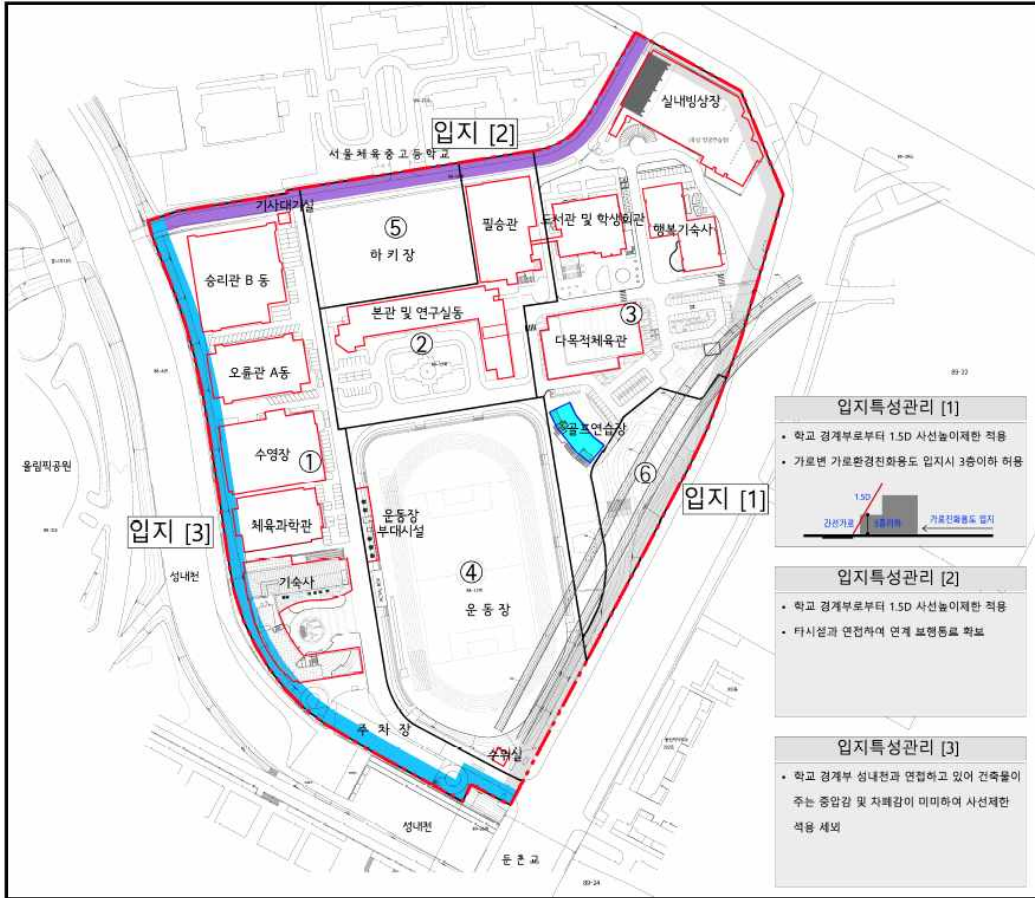 입지 [2]
서울체육중고등학교
실내빙상장
기사대기실
⑤
하 키 장
필승관
도서관 및 학생회관
행복기숙사
승리관 B 동
본관 및 연구실동
②
③
다목적체육관
오륜관 A동
골프연습장
수영장
①
⑥
올림픽공원
입지 [3]
입지 [1]
체육과학관
운동장
부대시설
④
운 동 장
성내천
기숙사
주 차 장
수위실
성내천
둔 촌 교
89-22
89-24
입지특성관리 [1]
• 학교 경계부로부터 1.5D 사선높이제한 적용
• 가로변 가로환경친화용도 입지시 3층이하 허용
1.5D
간선가로
3층이하
가로친화용도 입지
입지특성관리 [2]
• 학교 경계부로부터 1.5D 사선높이제한 적용
• 타시설과 연접하여 연계 보행통로 확보
입지특성관리 [3]
• 학교 경계부 성내천과 연접하고 있어 건축물이
주는 중압감 및 차폐감이 미미하여 사선제한
적용 제외